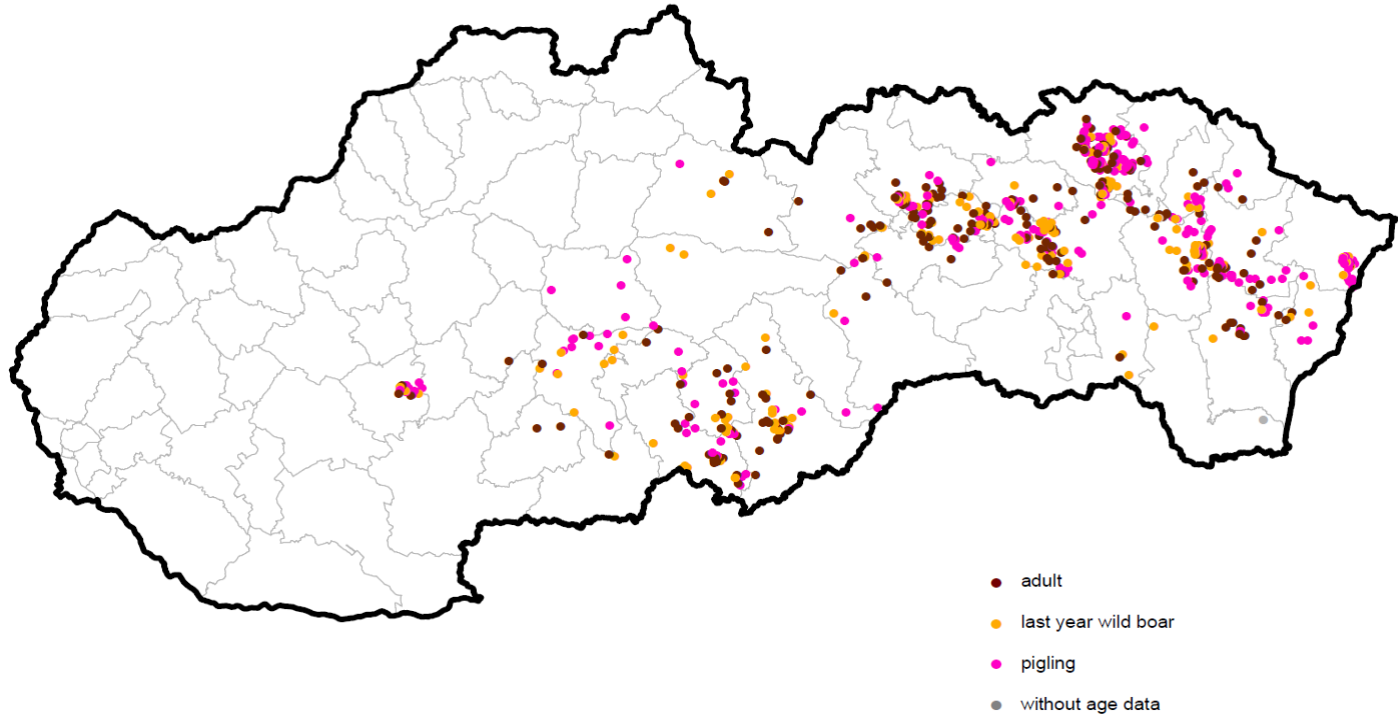 adult
last year wild boar
pigling
without age data